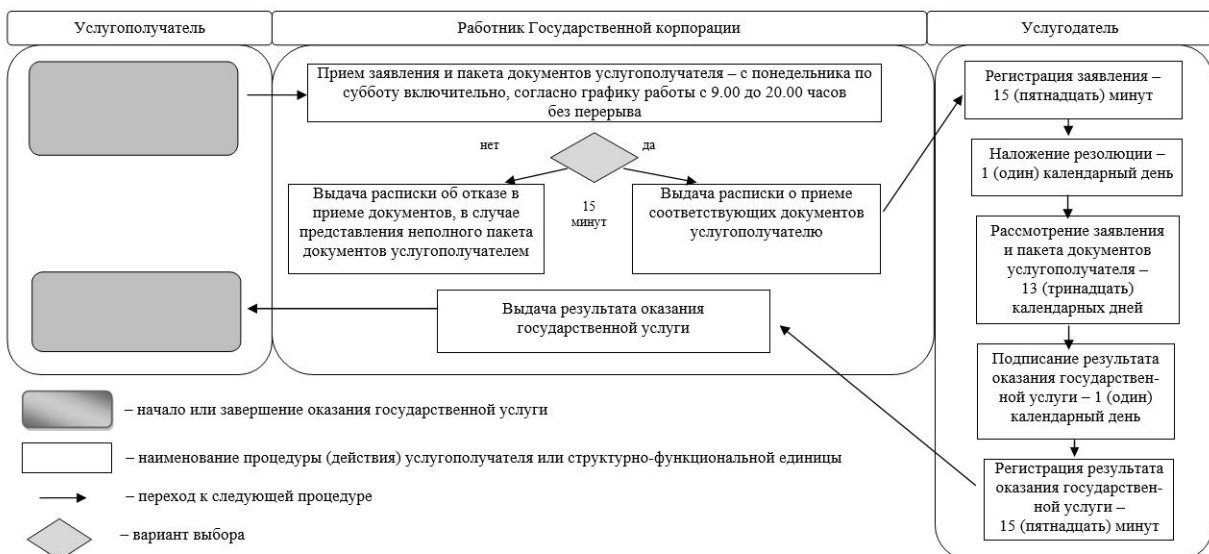 Услугополучатель
Работник Государственной корпорации
Услугодатель
Прием заявления и пакета документов услугополучателя – с понедельника по
субботу включительно, согласно графику работы с 9.00 до 20.00 часов
без перерыва
нет
да
Выдача расписки об отказе в
приеме документов, в случае
представления неполного пакета
документов услугополучателем
15
минут
Выдача расписки о приеме
соответствующих документов
услугополучателю
Выдача результата оказания
государственной услуги
Регистрация заявления –
15 (пятнадцать) минут
Наложение резолюции –
1 (один) календарный день
Рассмотрение заявления
и пакета документов
услугополучателя –
13 (тринадцать)
календарных дней
Подписание результата
оказания государствен-
ной услуги – 1 (один)
календарный день
Регистрация результата
оказания государствен-
ной услуги –
15 (пятнадцать) минут
– начало или завершение оказания государственной услуги
– наименование процедуры (действия) услугополучателя или структурно-функциональной единицы
– переход к следующей процедуре
– вариант выбора